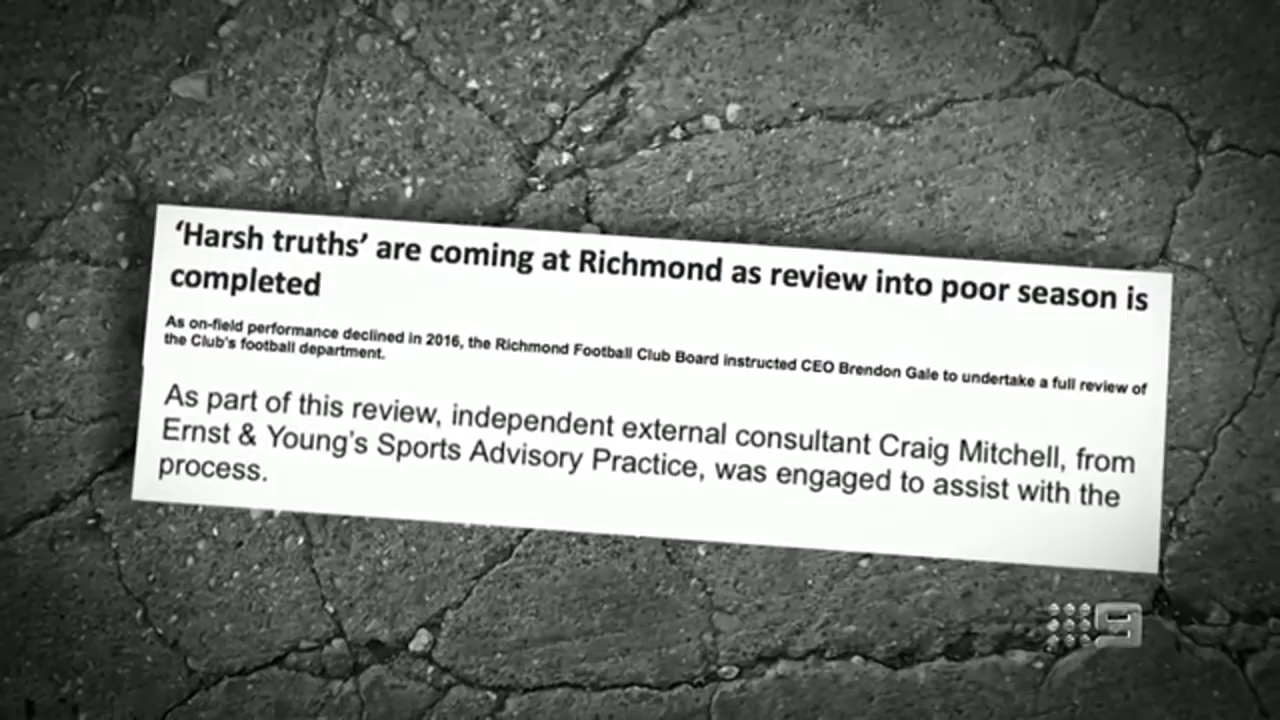 ‘Harsh truths’ are coming at Richmond as review into poor season is
completed
As on-field performance declined in 2016, the Richmond Football Club Board instructed CEO Brendon Gale to undertake a full review of
the Club's football department.
As part of this review, independent external consultant Craig Mitchell, from
Ernst & Young's Sports Advisory Practice, was engaged to assist with the
process.
9